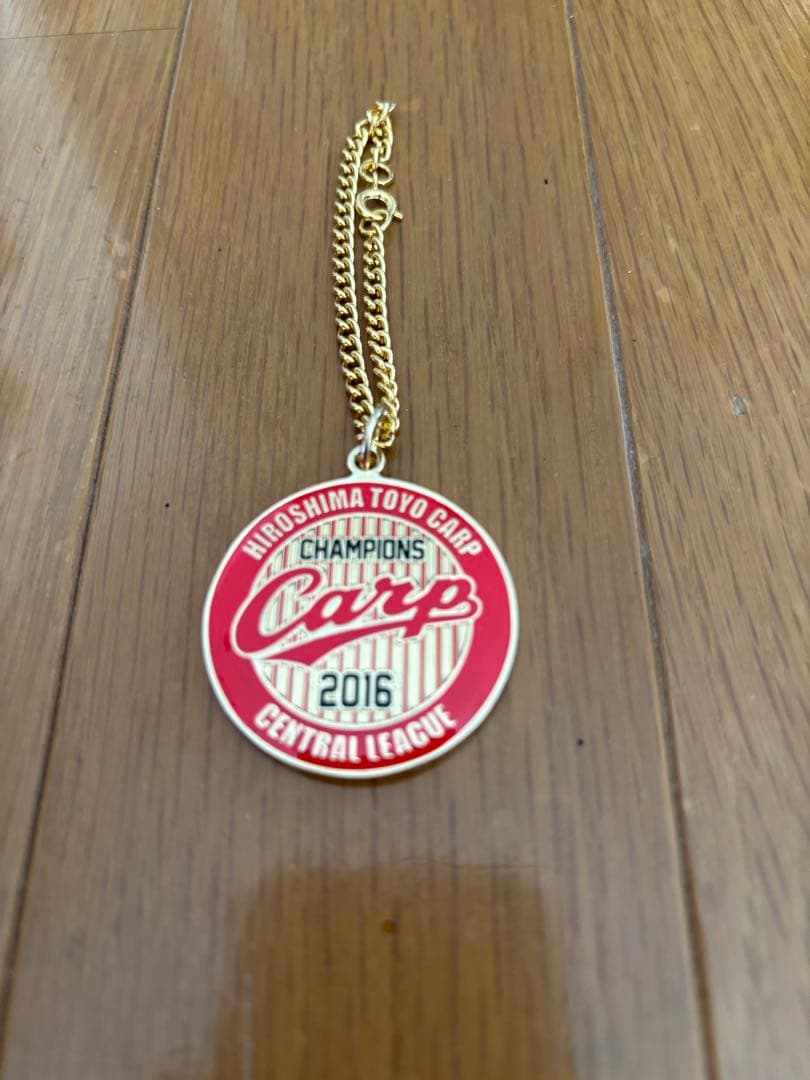 HIROSHIMA TOYO CARP
CHAMPIONS
Carp
2016
CENTRAL LEAGUE